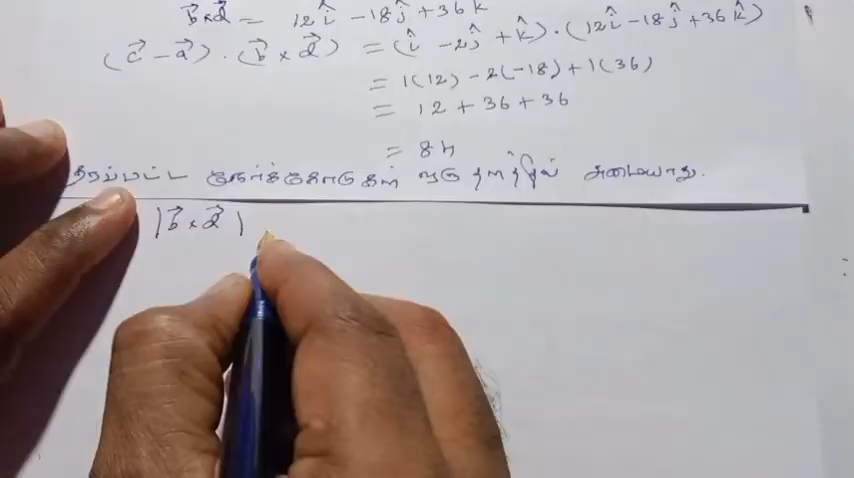 b⃗×d⃗ = 12î − 18ĵ + 36k̂
(c⃗ − a⃗) · (b⃗ × d⃗) = (î − 2ĵ + k̂) · (12î − 18ĵ + 36k̂)
= 1(12) − 2(−18) + 1(36)
= 12 + 36 + 36
= 84
தரப்பட்ட நேர்க்கோடுகள் ஒரு தளத்தில் அமையாது.
|b⃗ × d⃗|